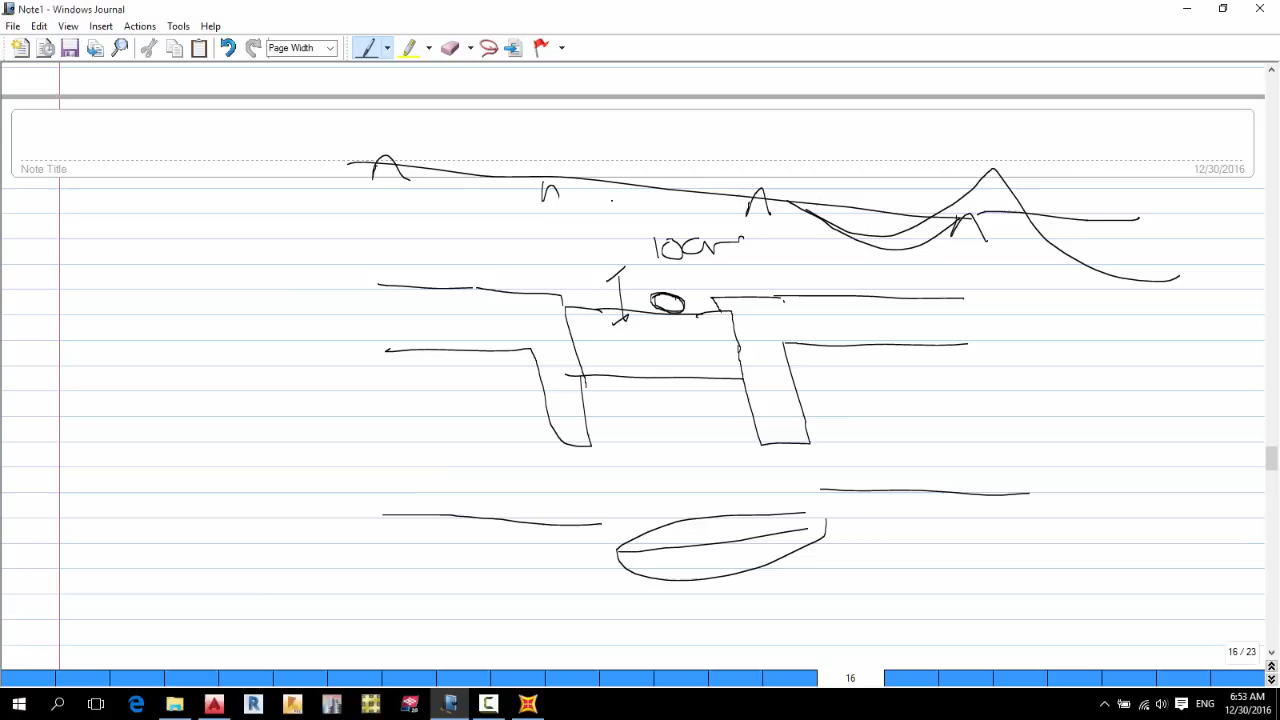 Note1 - Windows Journal
File Edit View Insert Actions Tools Help
Page Width
Note Title
12/30/2016
16 / 23
16
ENG
6:53 AM
12/30/2016